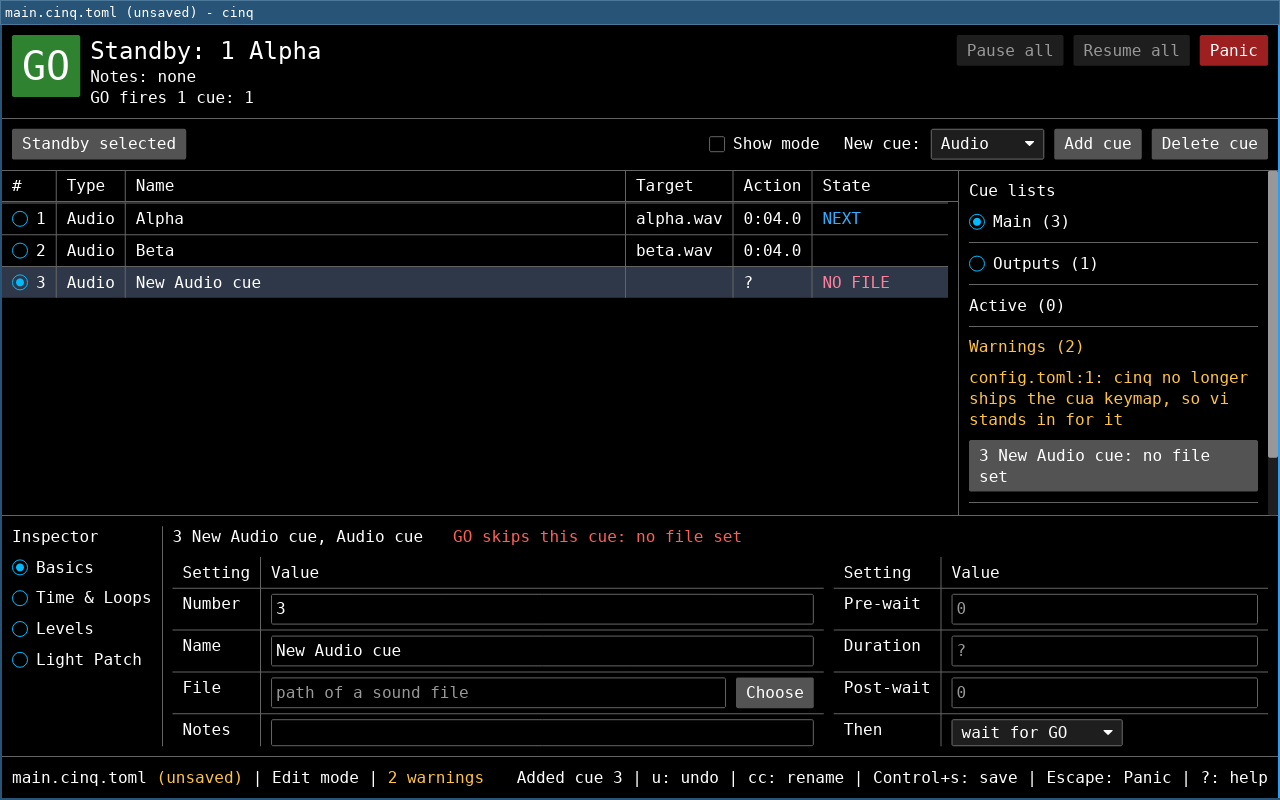 main.cinq.toml (unsaved) - cinq
GO
Standby: 1 Alpha
Notes: none
GO fires 1 cue: 1
Pause all Resume all Panic
Standby selected
Show mode New cue: Audio Add cue Delete cue
# Type Name Target Action State
1 Audio Alpha alpha.wav 0:04.0 NEXT
2 Audio Beta beta.wav 0:04.0
3 Audio New Audio cue ? NO FILE
Cue lists
Main (3)
Outputs (1)
Active (0)
Warnings (2)
config.toml:1: cinq no longer
ships the cua keymap, so vi
stands in for it
3 New Audio cue: no file
set
Inspector
Basics
Time & Loops
Levels
Light Patch
3 New Audio cue, Audio cue GO skips this cue: no file set
Setting Value
Number 3
Name New Audio cue
File path of a sound file Choose
Notes
Setting Value
Pre-wait 0
Duration ?
Post-wait 0
Then wait for GO
main.cinq.toml (unsaved) | Edit mode | 2 warnings Added cue 3 | u: undo | cc: rename | Control+s: save | Escape: Panic | ?: help